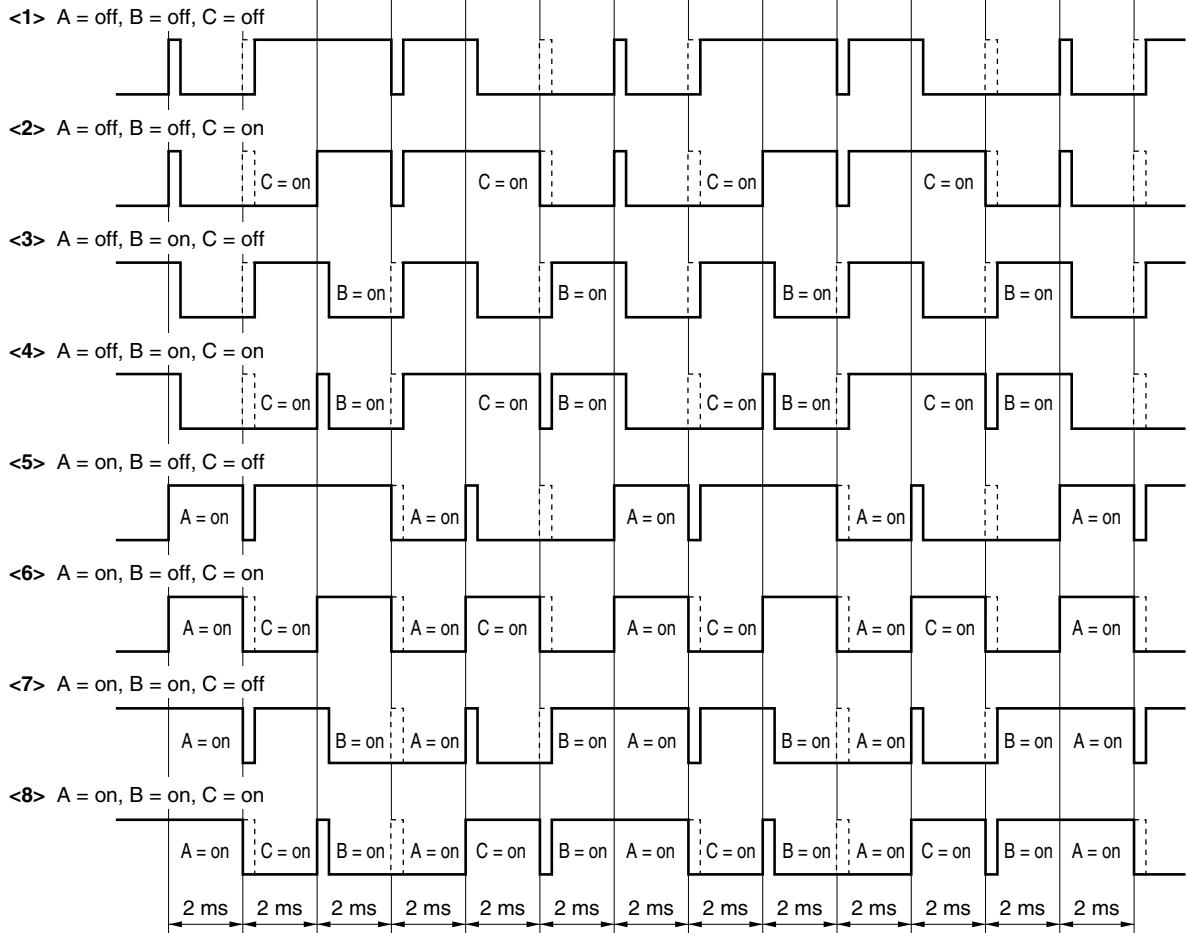 <1> A = off, B = off, C = off
<2> A = off, B = off, C = on
C = on C = on C = on C = on
<3> A = off, B = on, C = off
B = on B = on B = on B = on
<4> A = off, B = on, C = on
C = on B = on C = on B = on C = on B = on C = on B = on
<5> A = on, B = off, C = off
A = on A = on A = on A = on A = on
<6> A = on, B = off, C = on
A = on C = on A = on C = on A = on C = on A = on C = on A = on
<7> A = on, B = on, C = off
A = on B = on A = on B = on A = on B = on A = on B = on A = on
<8> A = on, B = on, C = on
A = on C = on B = on A = on C = on B = on A = on C = on B = on A = on C = on B = on A = on
2 ms 2 ms 2 ms 2 ms 2 ms 2 ms 2 ms 2 ms 2 ms 2 ms 2 ms 2 ms 2 ms